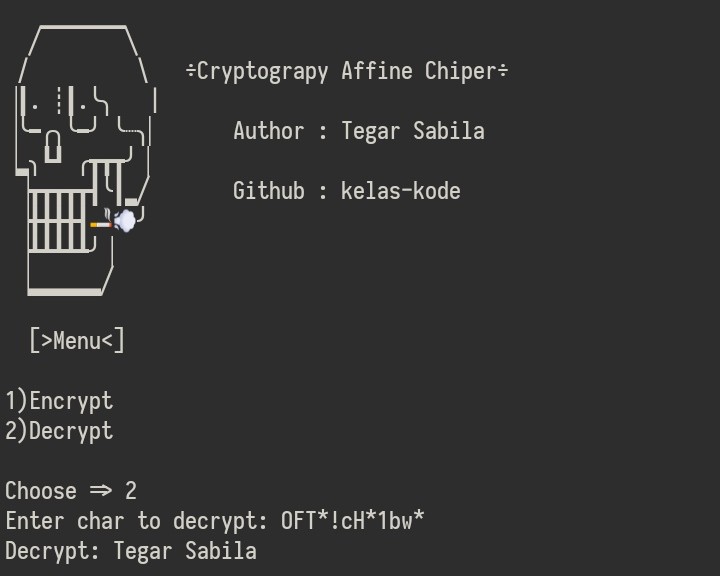 ÷Cryptograpy Affine Chiper÷
Author : Tegar Sabila
Github : kelas-kode
[>Menu<]
1)Encrypt
2)Decrypt
Choose => 2
Enter char to decrypt: OFT*!cH*1bw*
Decrypt: Tegar Sabila